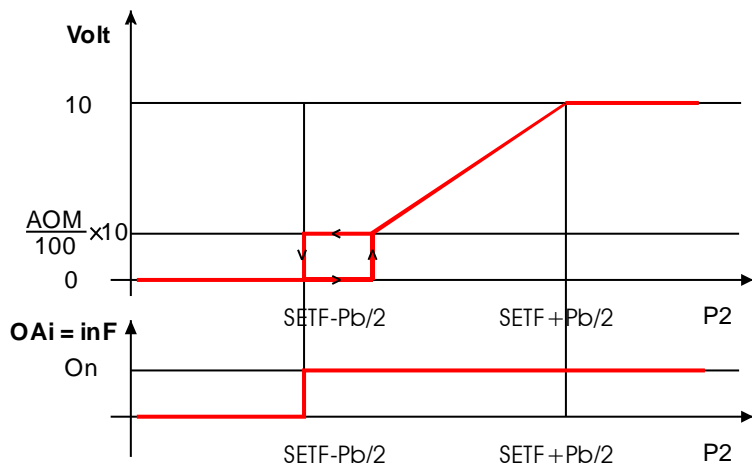 Volt
10
AOM
100
×10
0
SETF-Pb/2
SETF+Pb/2
P2
OAi = inF
On
SETF-Pb/2
SETF+Pb/2
P2